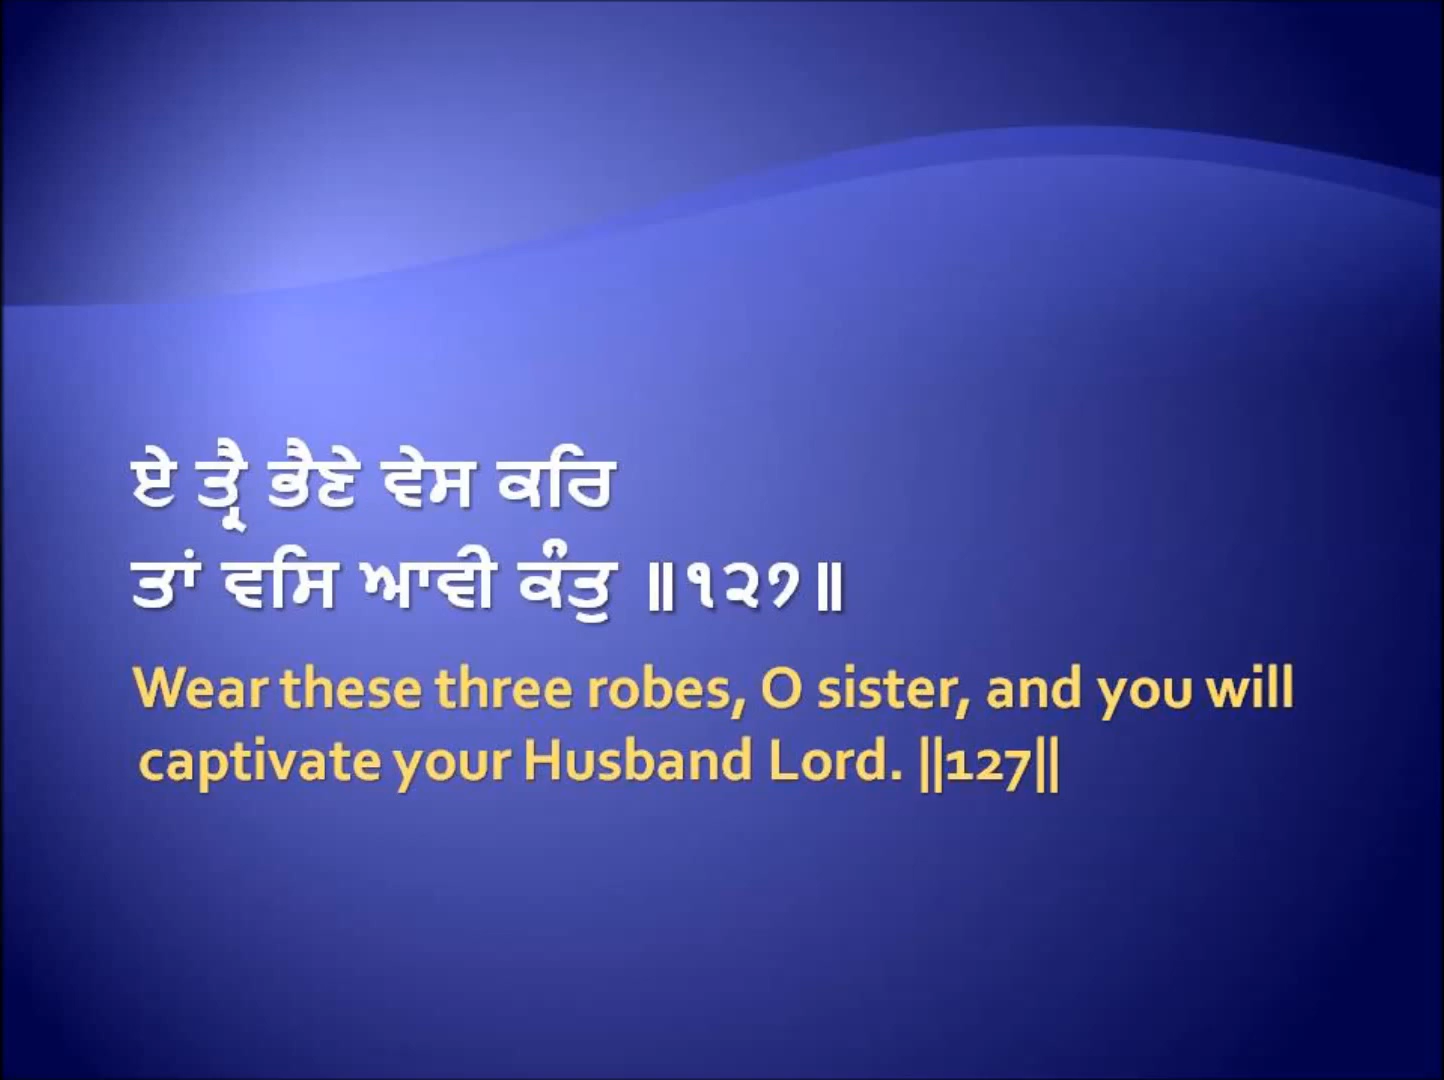 ਏ ਤ੍ਰੈ ਭੈਣੇ ਵੇਸ ਕਰਿ
ਤਾਂ ਵਸਿ ਆਵੀ ਕੰਤੁ ॥੧੨੭॥
Wear these three robes, O sister, and you will
captivate your Husband Lord. ||127||